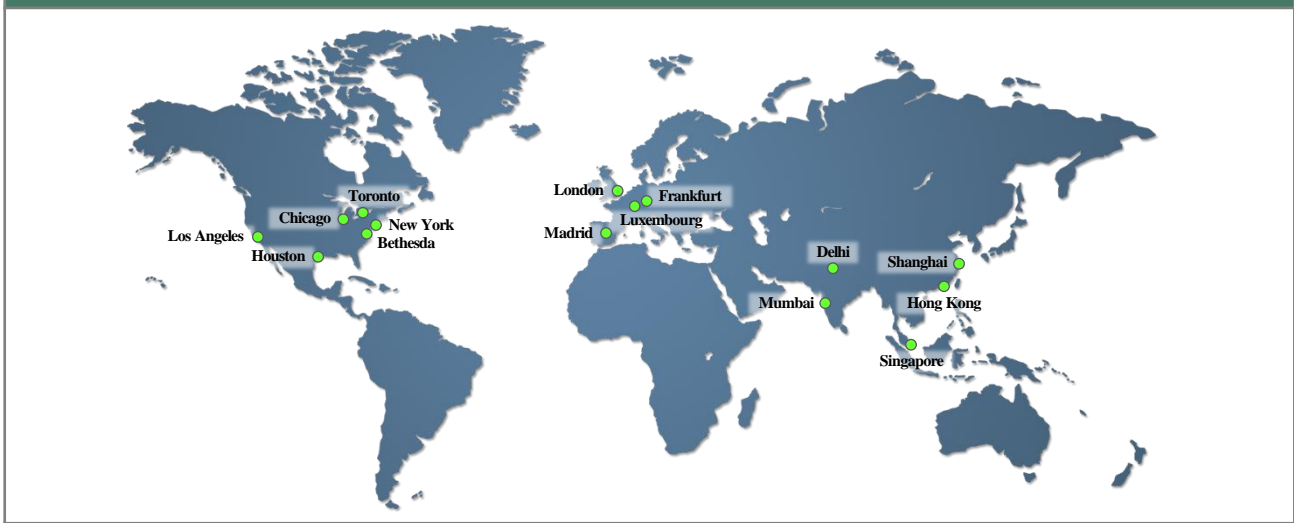 Toronto
Chicago
New York
Bethesda
Los Angeles
Houston
London
Frankfurt
Luxembourg
Madrid
Delhi
Shanghai
Mumbai
Hong Kong
Singapore